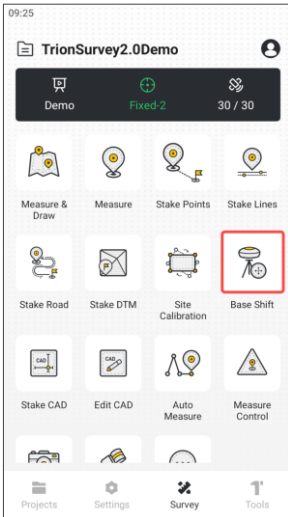 09:25
TrionSurvey2.0Demo
Demo Fixed-2 30 / 30
Measure & Draw Measure Stake Points Stake Lines
Stake Road Stake DTM Site Calibration Base Shift
CAD CAD
Stake CAD Edit CAD Auto Measure Measure Control
Projects Settings Survey Tools